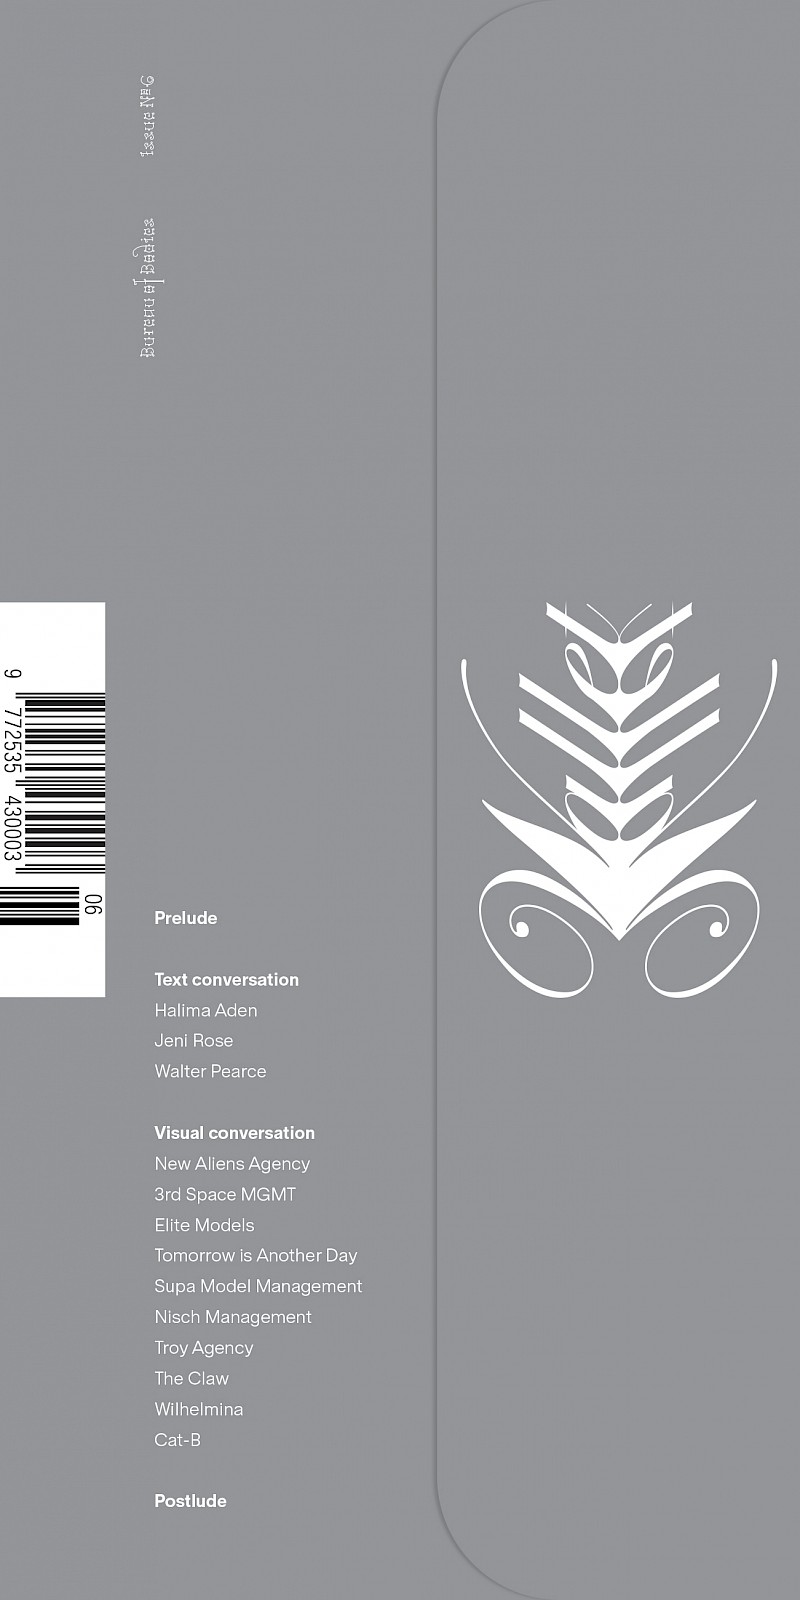 Issue №6
Bureau of Bodies
9 772535 430003
06
Prelude
Text conversation
Halima Aden
Jeni Rose
Walter Pearce
Visual conversation
New Aliens Agency
3rd Space MGMT
Elite Models
Tomorrow is Another Day
Supa Model Management
Nisch Management
Troy Agency
The Claw
Wilhelmina
Cat-B
Postlude